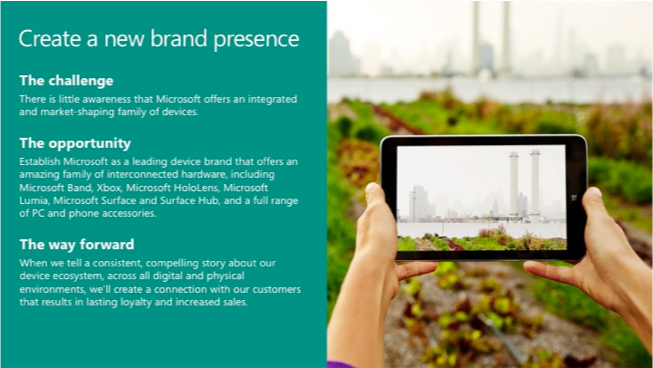 Create a new brand presence
The challenge
There is little awareness that Microsoft offers an integrated
and market-shaping family of devices.
The opportunity
Establish Microsoft as a leading device brand that offers an
amazing family of interconnected hardware, including
Microsoft Band, Xbox, Microsoft HoloLens, Microsoft
Lumia, Microsoft Surface and Surface Hub, and a full range
of PC and phone accessories.
The way forward
When we tell a consistent, compelling story about our
device ecosystem, across all digital and physical
environments, we'll create a connection with our customers
that results in lasting loyalty and increased sales.